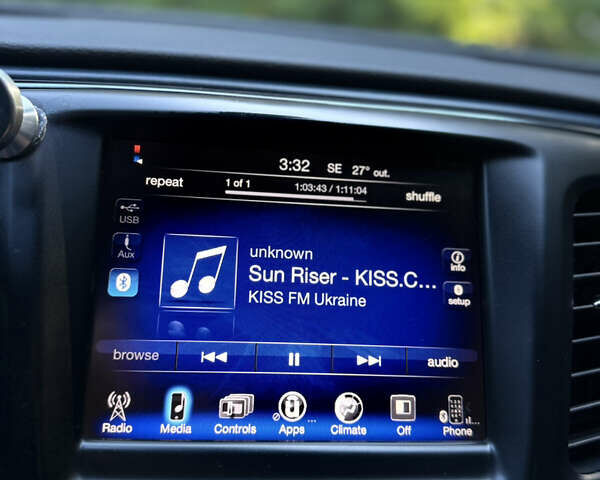 3:32 SE 27° out.
repeat 1 of 1 1:03:43 / 1:11:04 shuffle
USB
Aux
unknown
Sun Riser - KISS.C...
KISS FM Ukraine
info
setup
browse audio
Radio Media Controls Apps ... Climate Off Phone